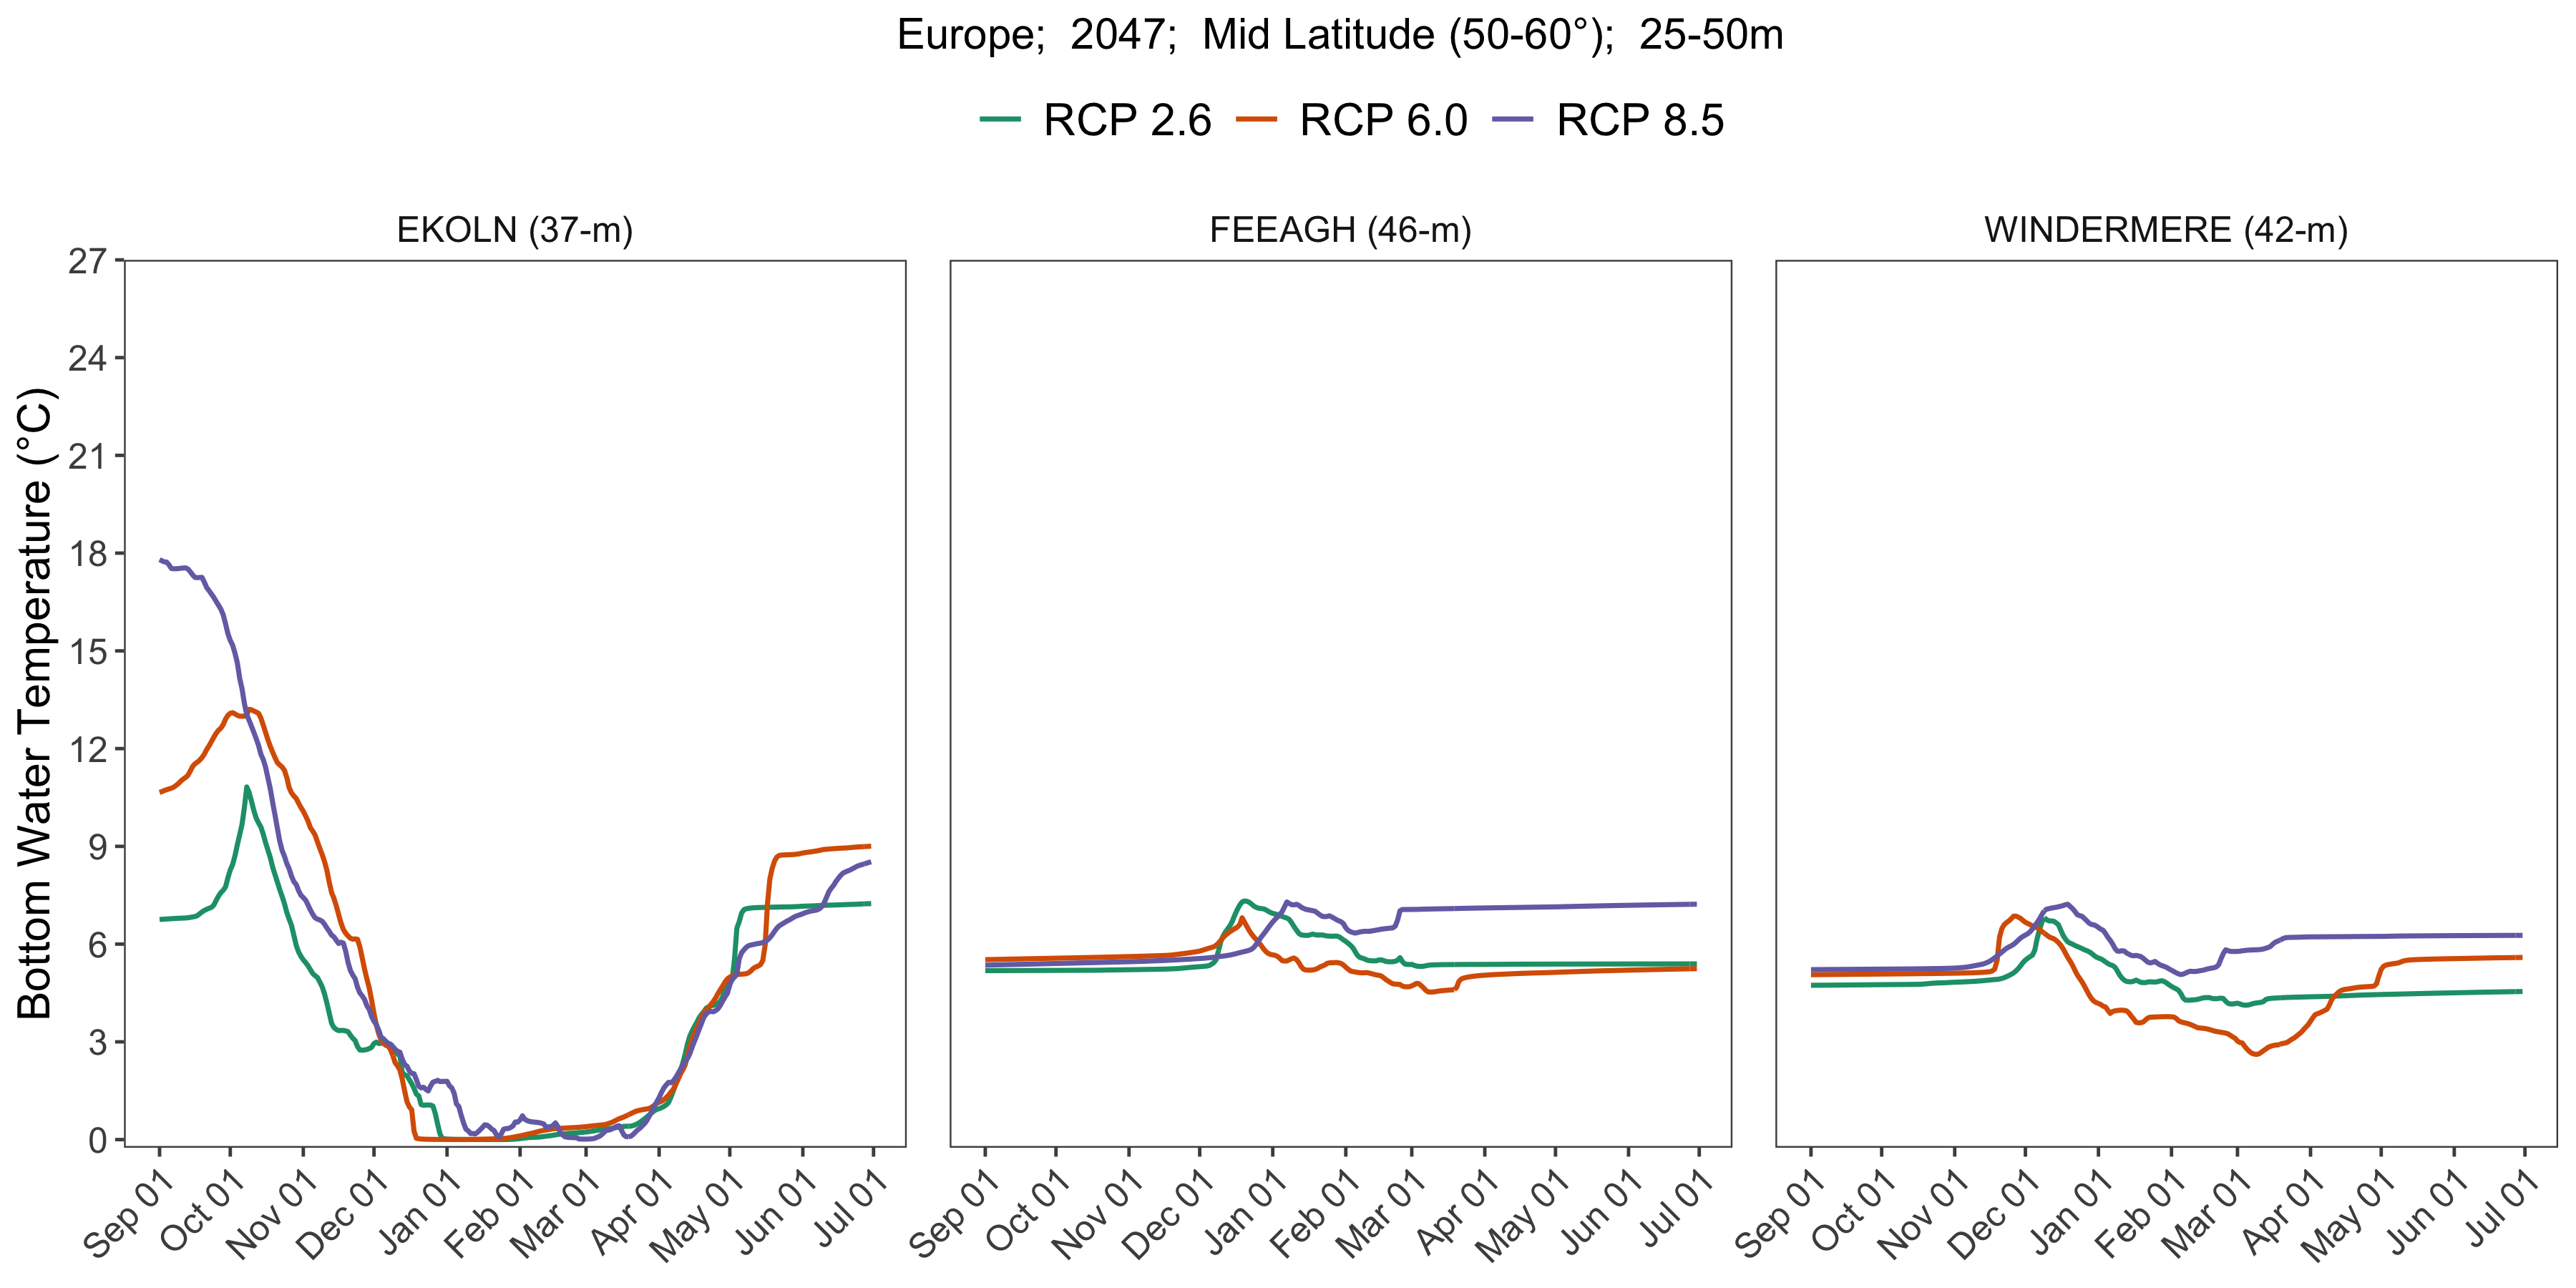 Europe;  2047;  Mid Latitude (50-60°);  25-50m
RCP 2.6 RCP 6.0 RCP 8.5
EKOLN (37-m) FEEAGH (46-m) WINDERMERE (42-m)
Bottom Water Temperature (°C)
27
24
21
18
15
12
9
6
3
0
Sep 01 Oct 01 Nov 01 Dec 01 Jan 01 Feb 01 Mar 01 Apr 01 May 01 Jun 01 Jul 01
Sep 01 Oct 01 Nov 01 Dec 01 Jan 01 Feb 01 Mar 01 Apr 01 May 01 Jun 01 Jul 01
Sep 01 Oct 01 Nov 01 Dec 01 Jan 01 Feb 01 Mar 01 Apr 01 May 01 Jun 01 Jul 01